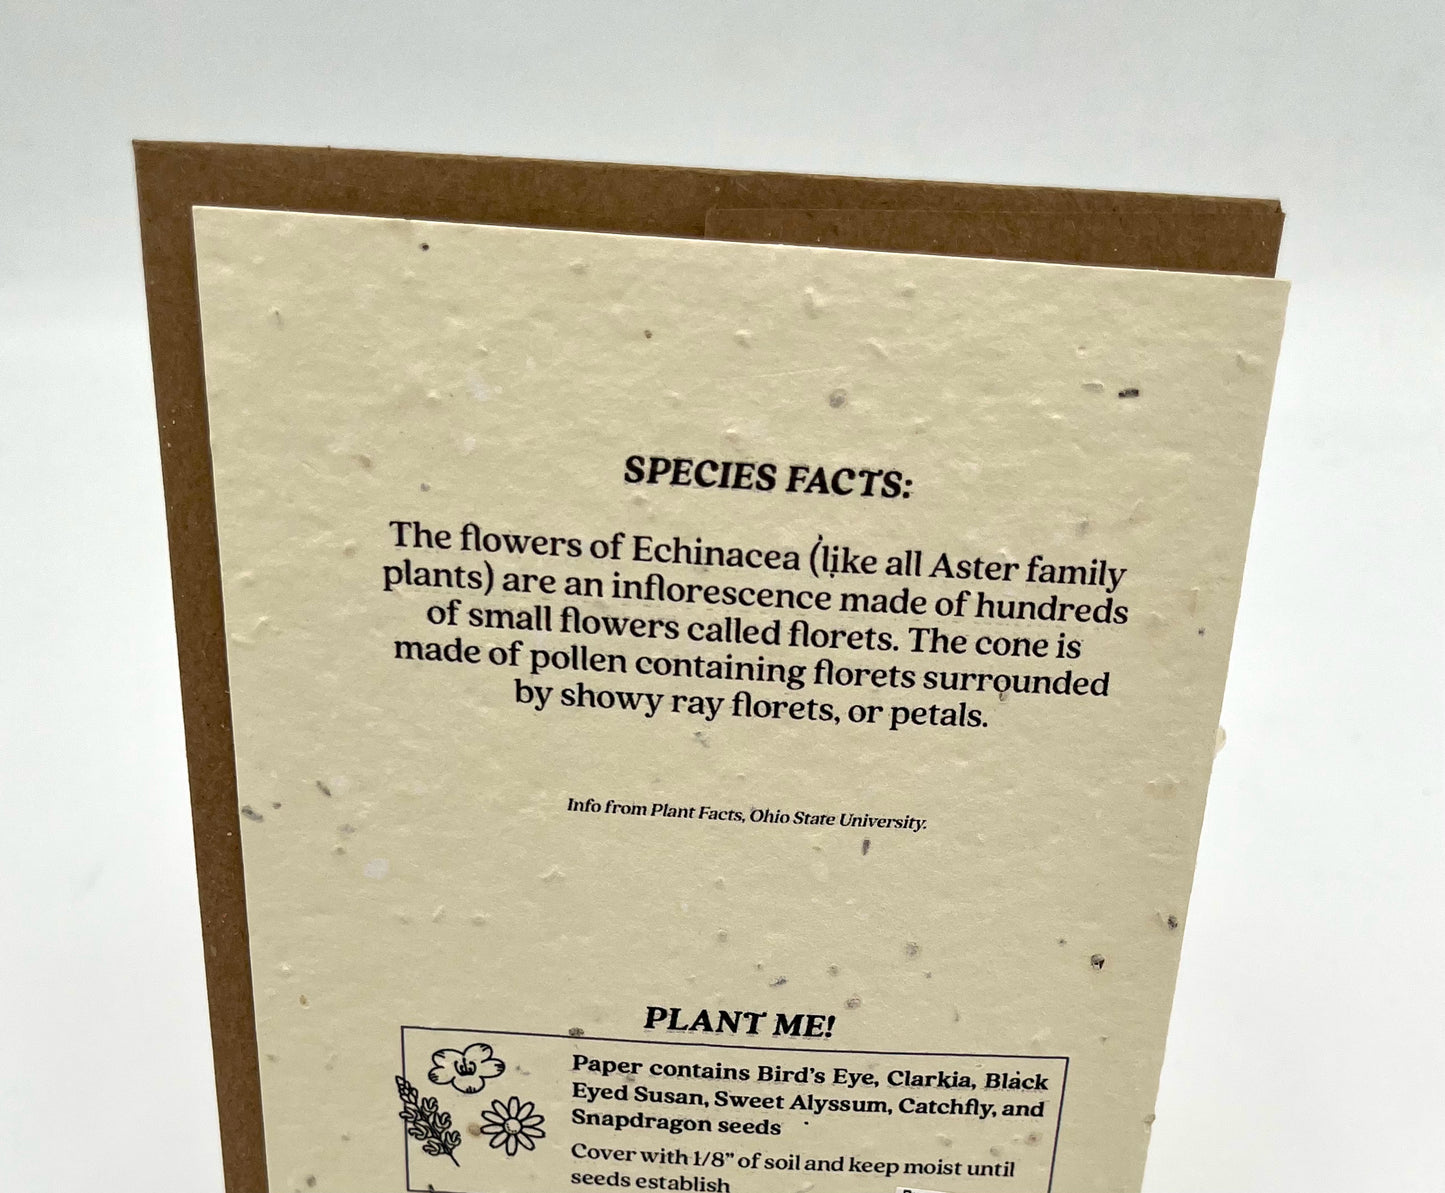 SPECIES FACTS:
The flowers of Echinacea (like all Aster family
plants) are an inflorescence made of hundreds
of small flowers called florets. The cone is
made of pollen containing florets surrounded
by showy ray florets, or petals.
Info from Plant Facts, Ohio State University.
PLANT ME!
Paper contains Bird's Eye, Clarkia, Black
Eyed Susan, Sweet Alyssum, Catchfly, and
Snapdragon seeds
Cover with 1/8" of soil and keep moist until
seeds establish